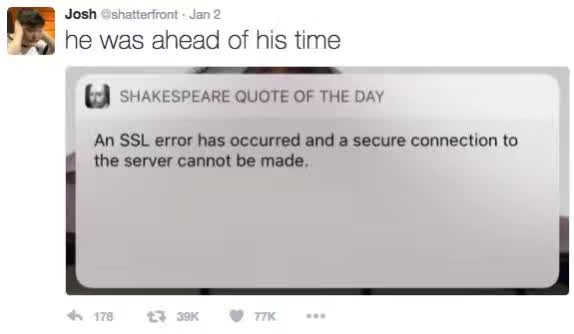 Josh @shatterfront · Jan 2
he was ahead of his time
SHAKESPEARE QUOTE OF THE DAY
An SSL error has occurred and a secure connection to
the server cannot be made.
178 39K 77K